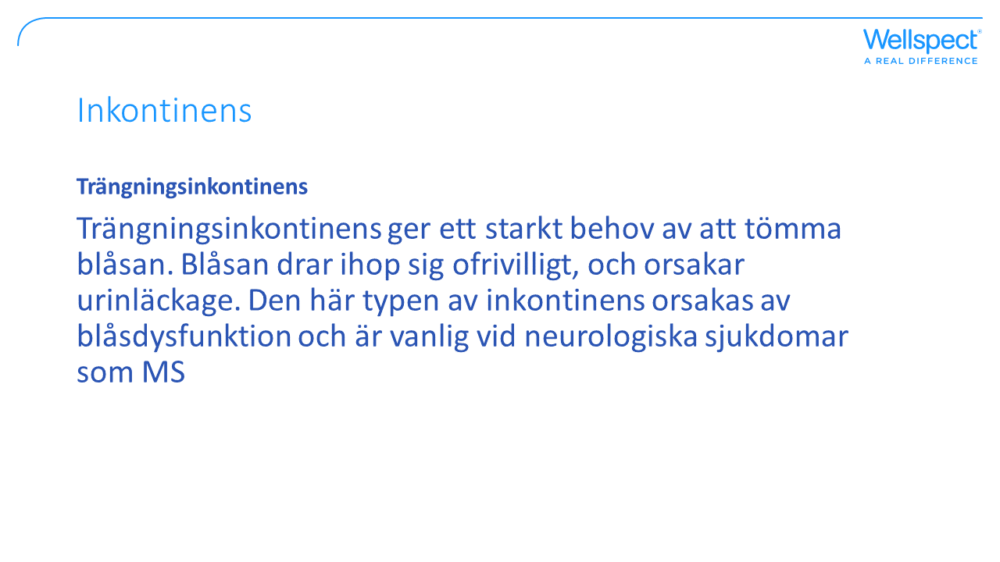 Wellspect®
A REAL DIFFERENCE
Inkontinens
Trängningsinkontinens
Trängningsinkontinens ger ett starkt behov av att tömma
blåsan. Blåsan drar ihop sig ofrivilligt, och orsakar
urinläckage. Den här typen av inkontinens orsakas av
blåsdysfunktion och är vanlig vid neurologiska sjukdomar
som MS